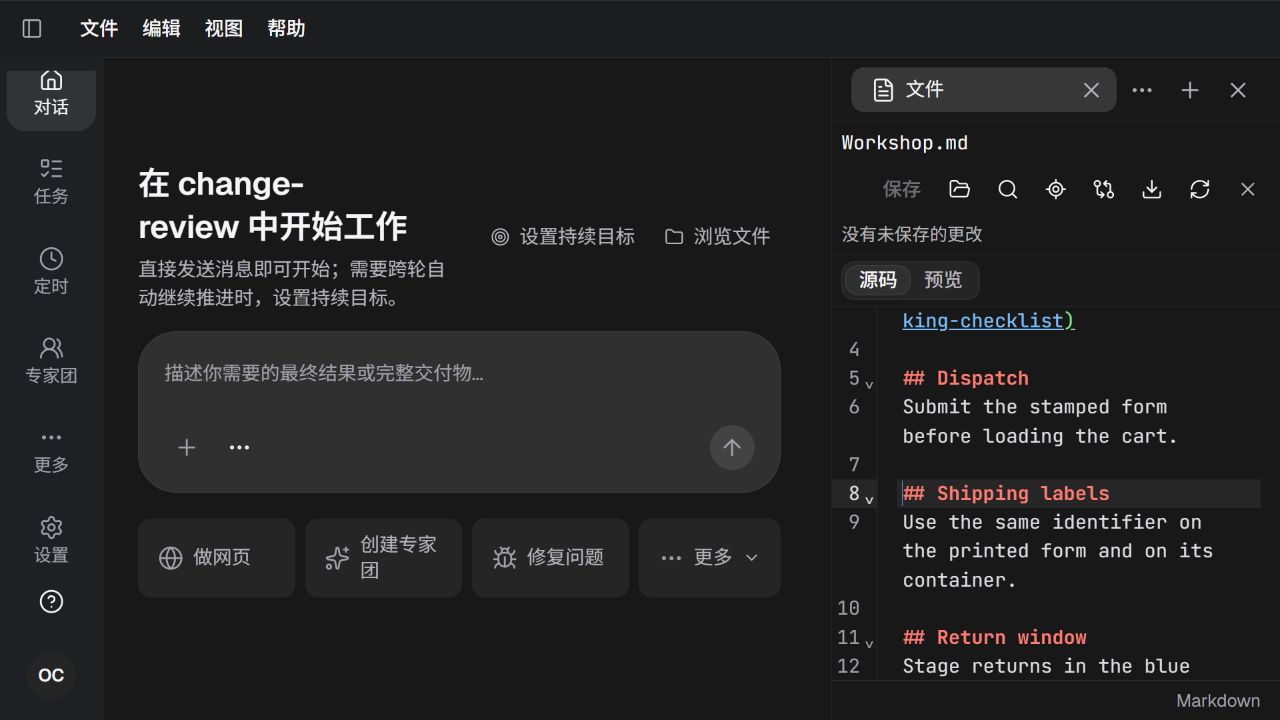 文件 编辑 视图 帮助
对话
任务
定时
专家团
更多
设置
OC
在 change-
review 中开始工作
直接发送消息即可开始；需要跨轮自
动继续推进时，设置持续目标。
设置持续目标 浏览文件
描述你需要的最终结果或完整交付物…
做网页
创建专家
团
修复问题
更多
文件
Workshop.md
保存
没有未保存的更改
源码 预览
king-checklist)
4
5 ## Dispatch
6 Submit the stamped form
before loading the cart.
7
8 ## Shipping labels
9 Use the same identifier on
the printed form and on its
container.
10
11 ## Return window
12 Stage returns in the blue
Markdown